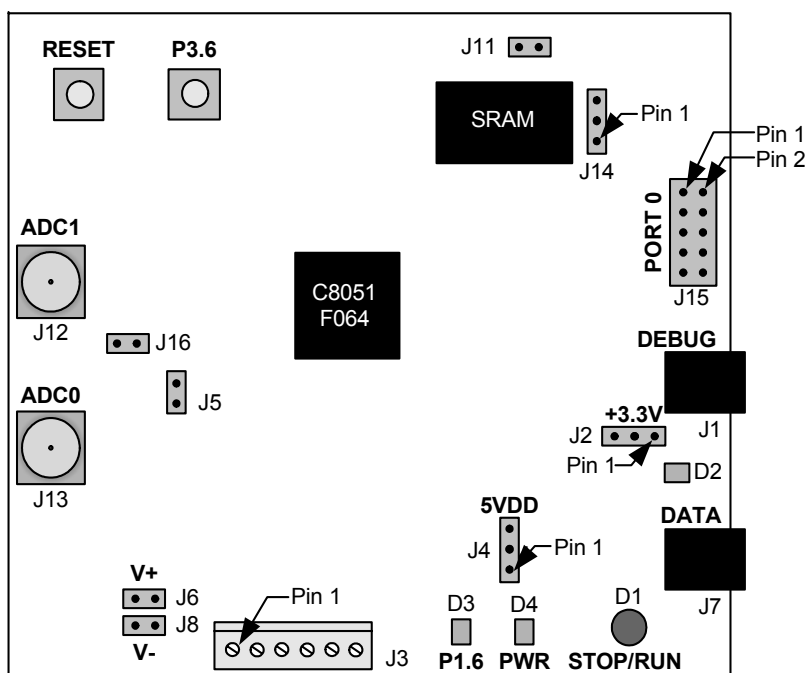 RESET
P3.6
J11
SRAM
Pin 1
J14
Pin 1
Pin 2
PORT 0
J15
ADC1
J12
C8051
F064
J16
J5
ADC0
J13
DEBUG
J1
+3.3V
J2
Pin 1
D2
5VDD
J4
Pin 1
DATA
J7
V+
J6
J8
V-
Pin 1
J3
D3
P1.6
D4
PWR
D1
STOP/RUN